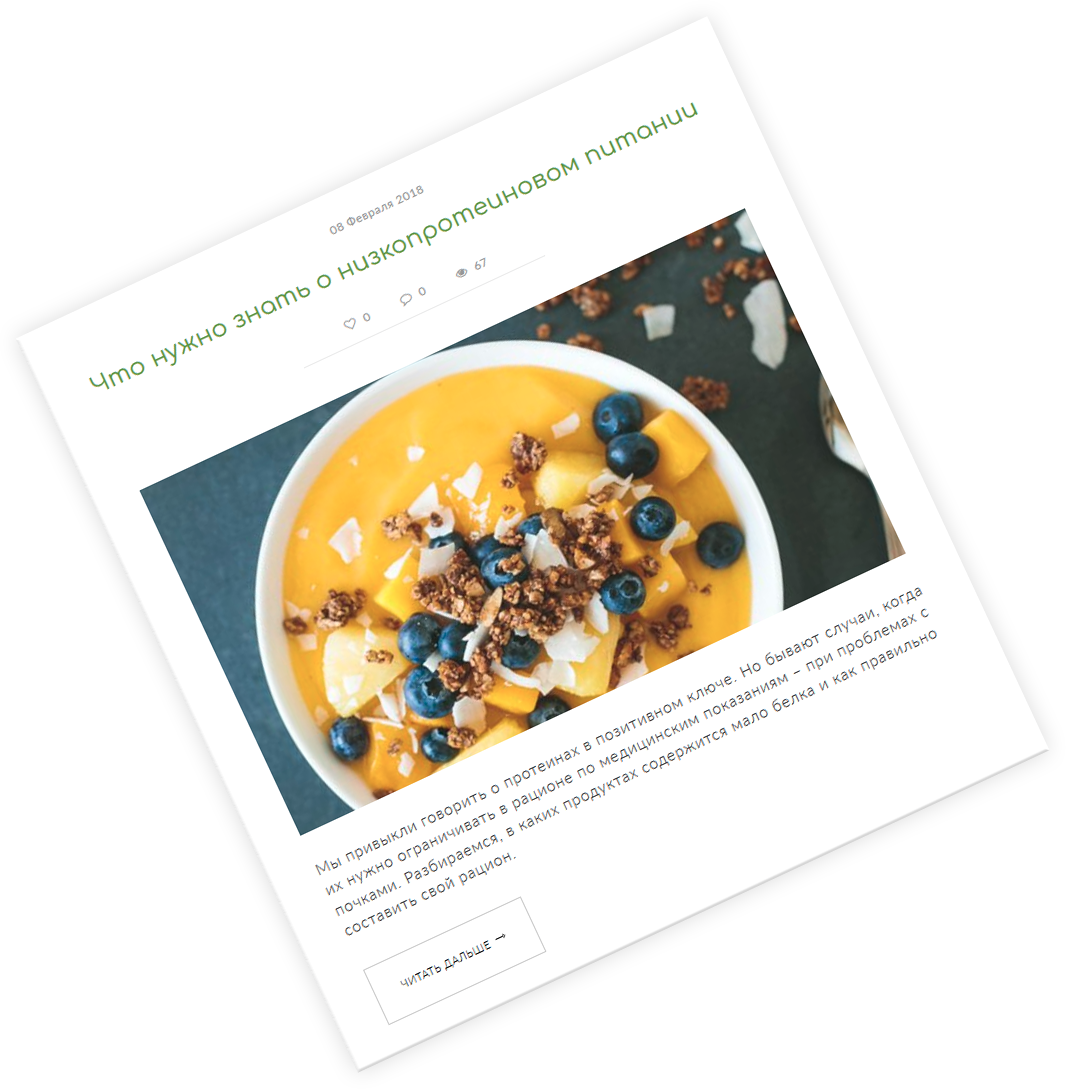 08 Февраля 2018
Что нужно знать о низкопротеиновом питании
0 0 67
Мы привыкли говорить о протеинах в позитивном ключе. Но бывают случаи, когда
их нужно ограничивать в рационе по медицинским показаниям – при проблемах с
почками. Разбираемся, в каких продуктах содержится мало белка и как правильно
составить свой рацион.
ЧИТАТЬ ДАЛЬШЕ →